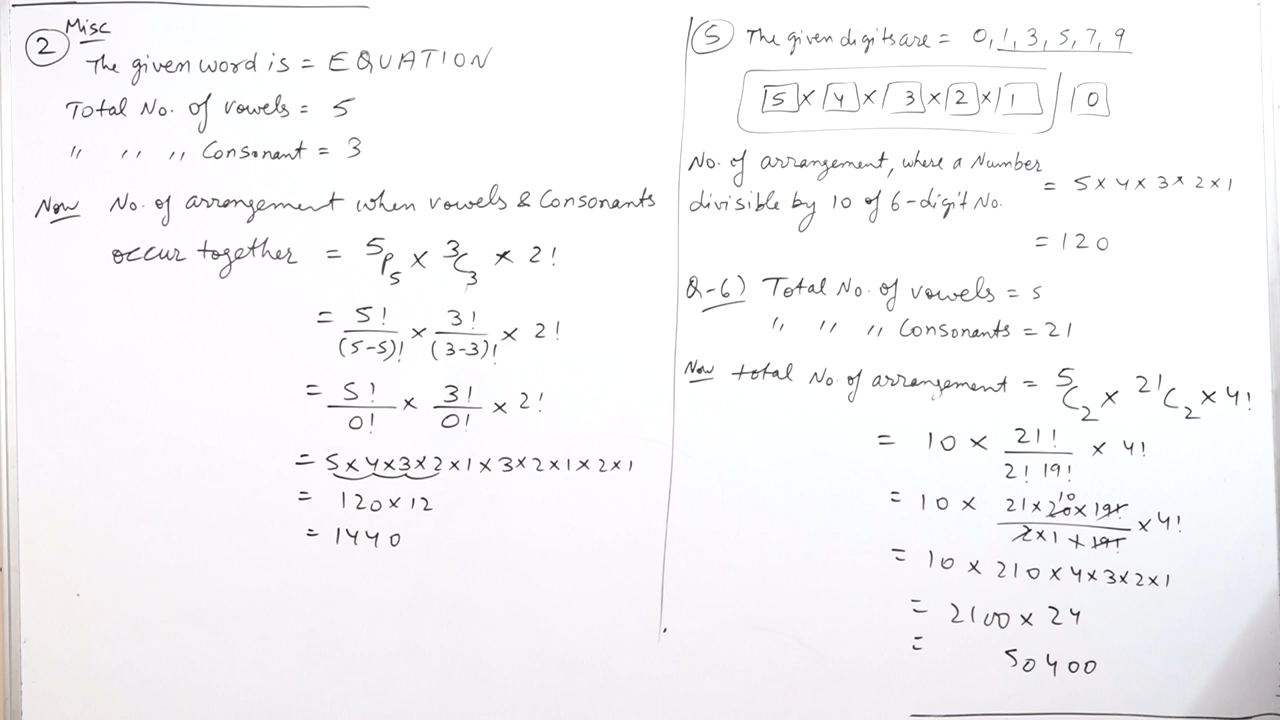 Misc
② The given word is = EQUATION
Total No. of vowels = 5
" " " Consonant = 3
Now No. of arrangement when vowels & Consonants
occur together = ⁵P₅ × ³C₃ × 2!
= 5!/(5-5)! × 3!/(3-3)! × 2!
= 5!/0! × 3!/0! × 2!
= 5×4×3×2×1×3×2×1×2×1
= 120×12
= 1440
⑤ The given digits are = 0, 1, 3, 5, 7, 9
5 × 4 × 3 × 2 × 1 / 0
No. of arrangement, where a Number
divisible by 10 of 6-digit No. = 5×4×3×2×1
= 120
Q-6) Total No. of vowels = 5
" " " Consonants = 21
Now total No. of arrangement = ⁵C₂ × ²¹C₂ × 4!
= 10 × 21!/2! 19! × 4!
= 10 × 21×20×19!/2×1×19! × 4!
10
= 10 × 210×4×3×2×1
= 2100 × 24
= 50400